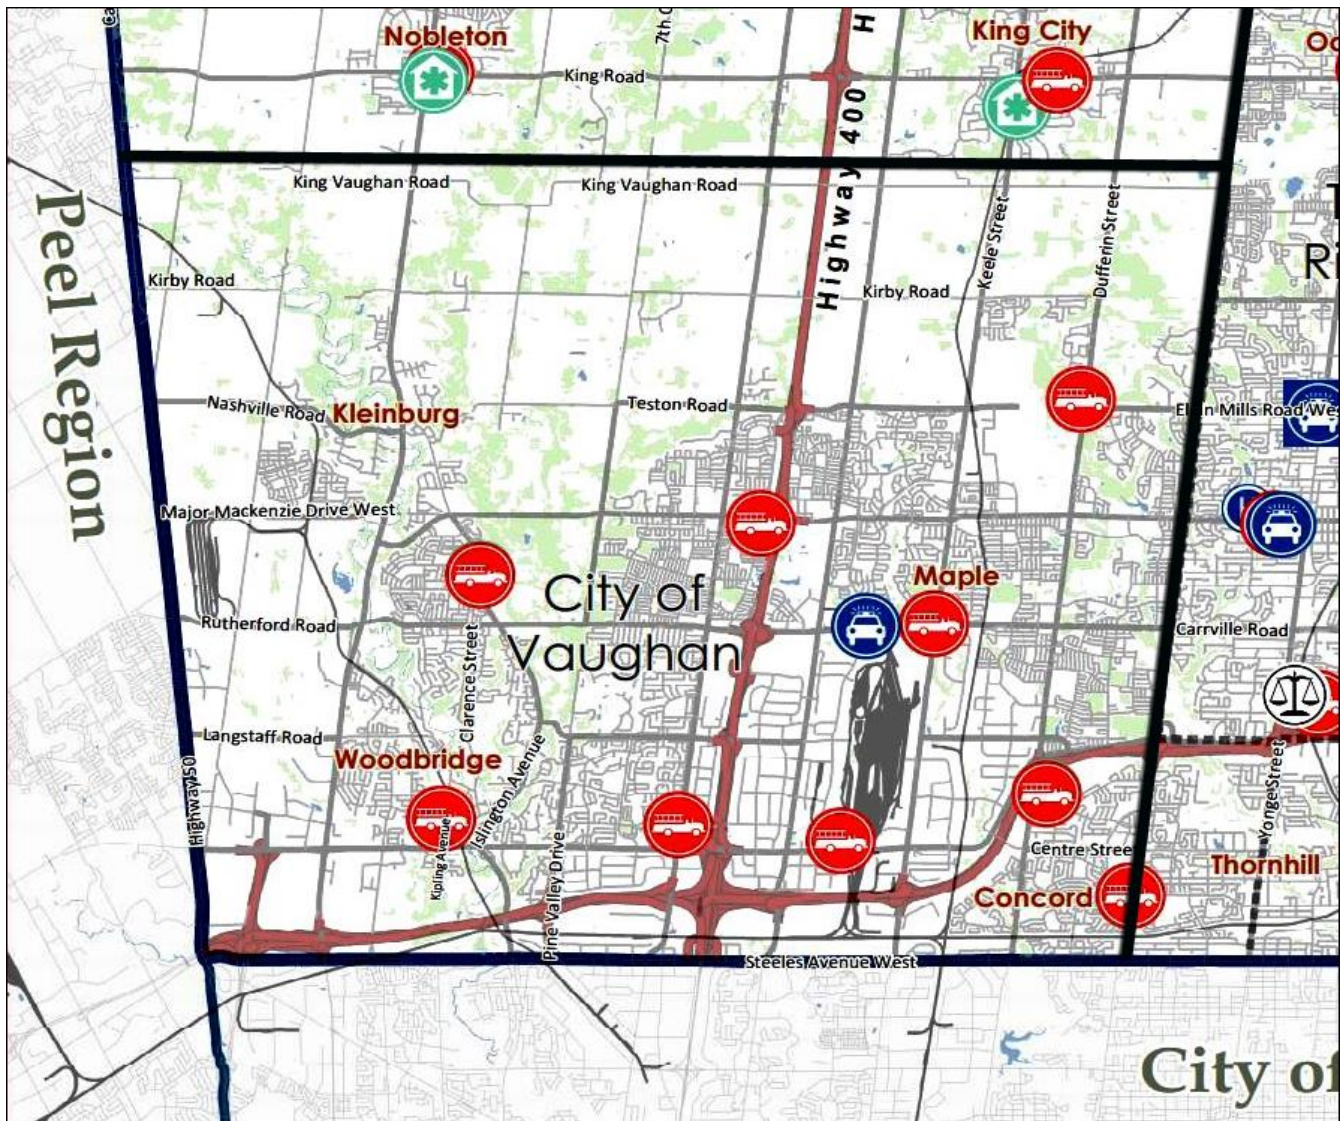 Nobleton
7th C
H
King City
King Road
Highway 400
King Vaughan Road
King Vaughan Road
Peel Region
Keele Street
Dufferin Street
Kirby Road
Kirby Road
Nashville Road
Kleinburg
Teston Road
Major Mackenzie Drive West
City of
Vaughan
Maple
Rutherford Road
Carrville Road
Clarence Street
Langstaff Road
Woodbridge
Islington Avenue
Highway 50
Yonge Street
Kipling Avenue
Pine Valley Drive
Centre Street
Thornhill
Concord
Steeles Avenue West
City of